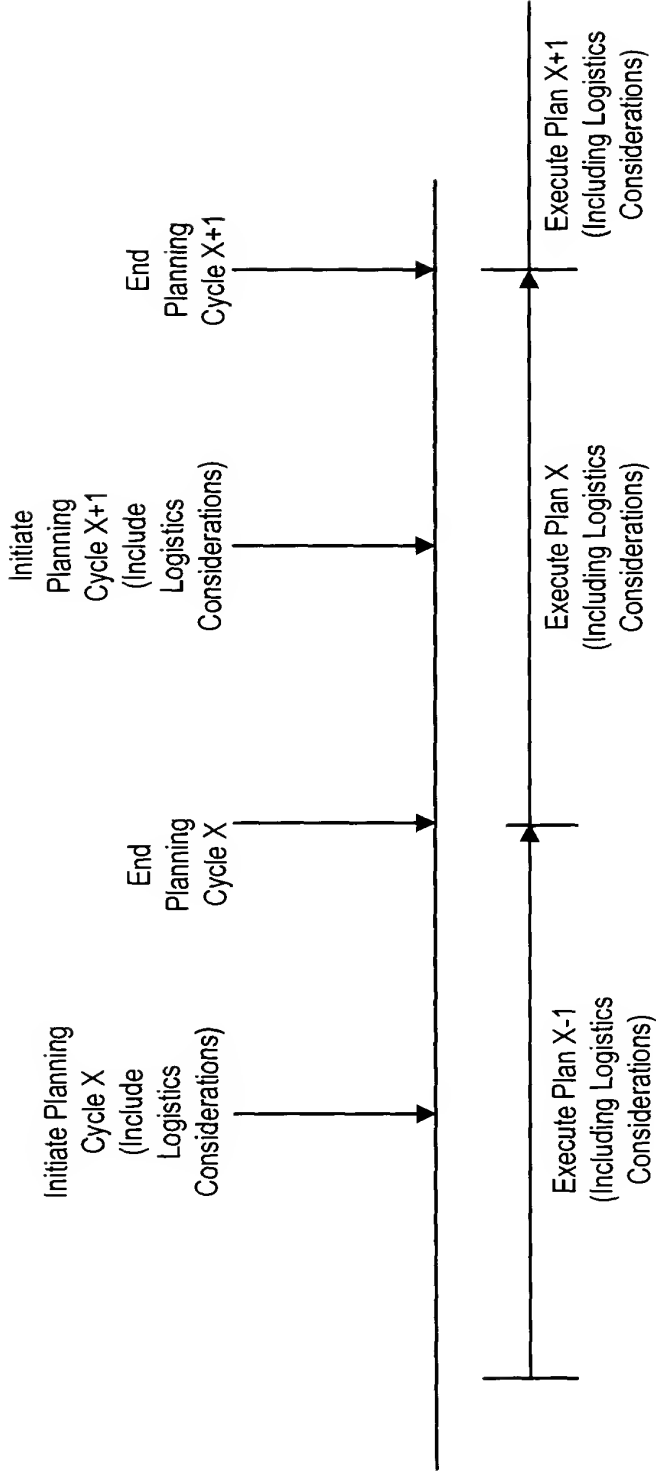 Initiate Planning
Cycle X
(Include
Logistics
Considerations)
End
Planning
Cycle X
Initiate
Planning
Cycle X+1
(Include
Logistics
Considerations)
End
Planning
Cycle X+1
Execute Plan X-1
(Including Logistics
Considerations)
Execute Plan X
(Including Logistics
Considerations)
Execute Plan X+1
(Including Logistics
Considerations)